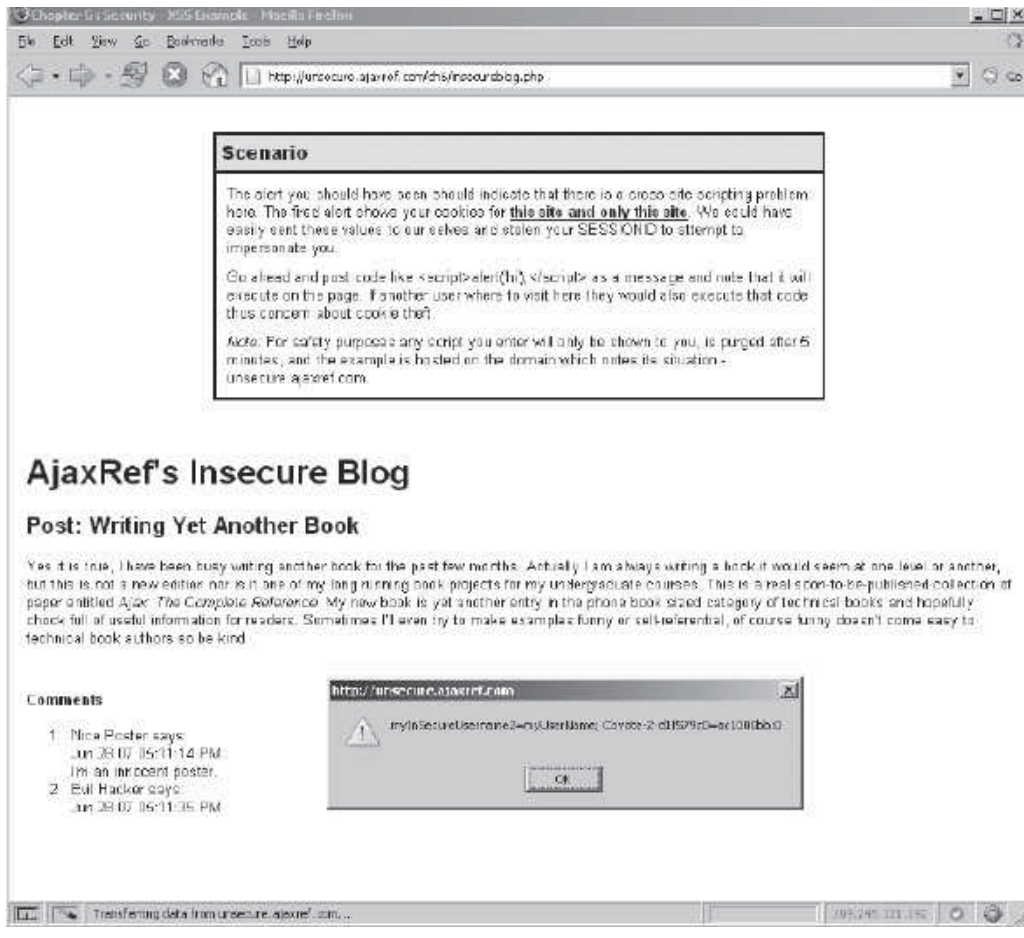 Chapter 6: Security - XSS Example - Mozilla Firefox
File Edit View Go Bookmarks Tools Help
http://unsecure.ajaxref.com/ch6/insecureblog.php
Go
Scenario
The alert you should have seen should indicate that there is a cross site scripting problem
here. The fired alert shows your cookies for this site and only this site. We could have
easily sent these values to our selves and stolen your SESSIONID to attempt to
impersonate you.
Go ahead and post code like <script>alert('hi');</script> as a message and note that it will
execute on the page. If another user where to visit here they would also execute that code
thus concern about cookie theft.
Note: For safety purposes any script you enter will only be shown to you, is purged after 5
minutes, and the example is hosted on the domain which notes its situation -
unsecure.ajaxref.com
AjaxRef's Insecure Blog
Post: Writing Yet Another Book
Yes it is true, I have been busy writing another book for the past few months. Actually I am always writing a book it would seem at one level or another,
but this is not a new edition nor is it one of my long running book projects for my undergraduate courses. This is a real soon-to-be-published collection of
paper entitled Ajax: The Complete Reference. My new book is yet another entry in the phone book sized category of technical books and hopefully
chock full of useful information for readers. Sometimes I'll even try to make examples funny or self-referential, of course funny doesn't come easy to
technical book authors so be kind
Comments
1. Nice Poster says:
Jun 28 07 05:11:14 PM
I'm an innocent poster.
2. Evil Hacker says:
Jun 28 07 05:11:35 PM
http://unsecure.ajaxref.com
myInSecureUsername2=myUserName;
OK
Transferring data from unsecure.ajaxref.com...